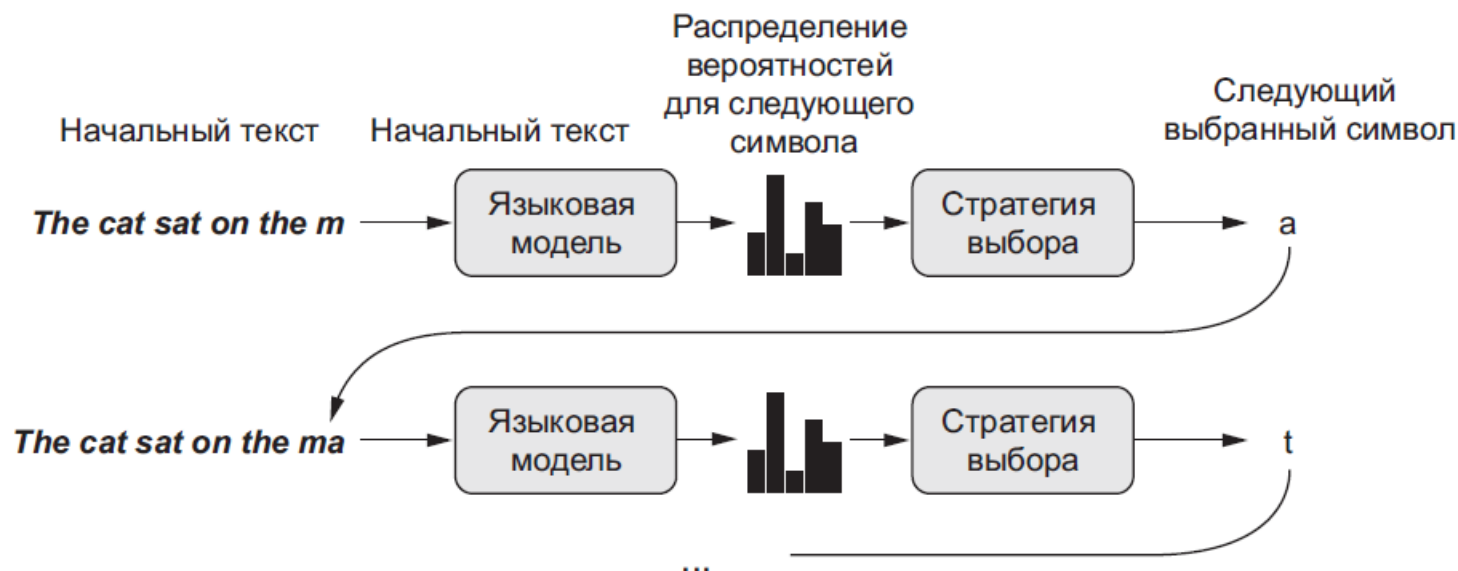 Распределение
вероятностей
для следующего
символа
Следующий
выбранный символ
Начальный текст
Начальный текст
The cat sat on the m
Языковая
модель
Стратегия
выбора
a
The cat sat on the ma
Языковая
модель
Стратегия
выбора
t
...